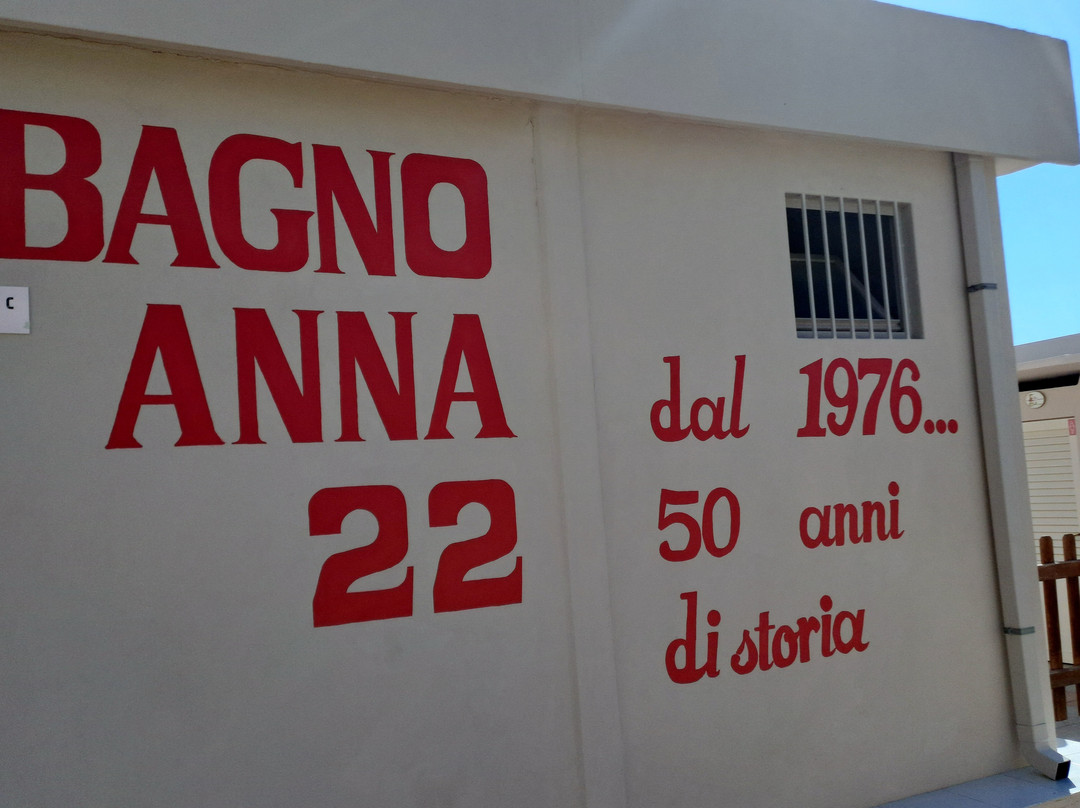 BAGNO
ANNA
22
C
dal 1976...
50 anni
di storia